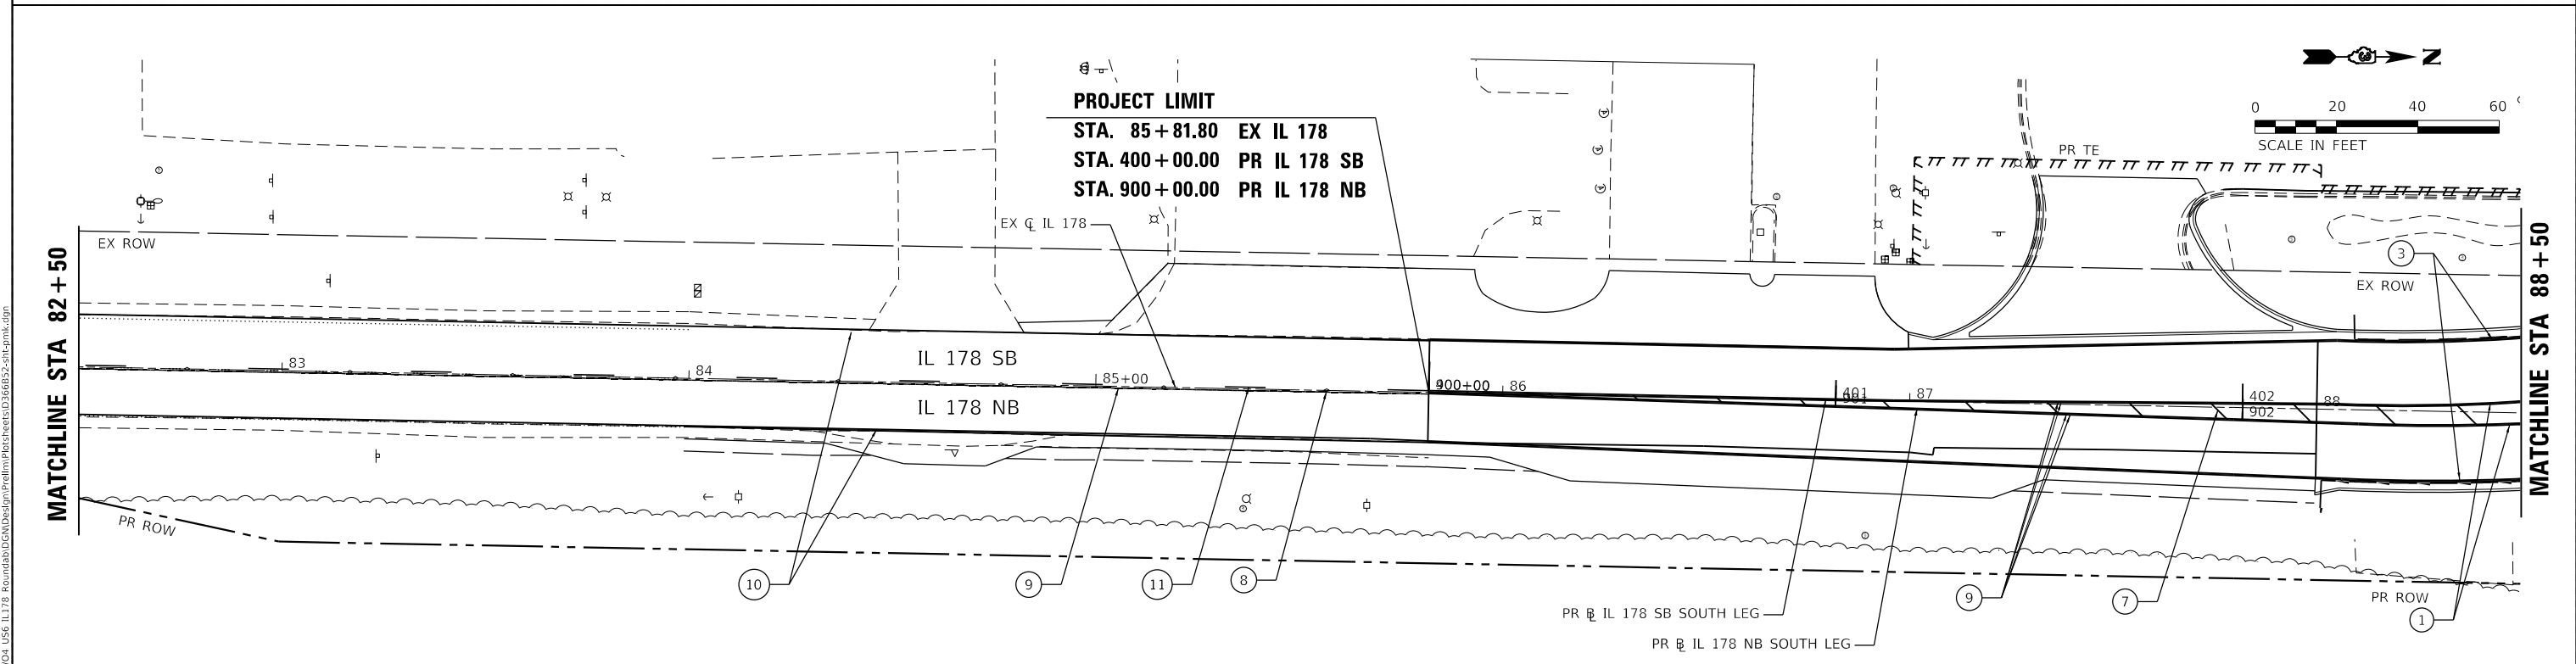 N
0 20 40 60
SCALE IN FEET
PROJECT LIMIT
STA. 85+81.80 EX IL 178
STA. 400+00.00 PR IL 178 SB
STA. 900+00.00 PR IL 178 NB
PR TE
EX ℄ IL 178
EX ROW
EX ROW
3
MATCHLINE STA 82+50
MATCHLINE STA 88+50
IL 178 SB
83
84
85+00
86
401
87
402
88
902
IL 178 NB
PR ROW
10
9
11
8
9
7
PR ROW
1
PR BL IL 178 SB SOUTH LEG
PR BL IL 178 NB SOUTH LEG